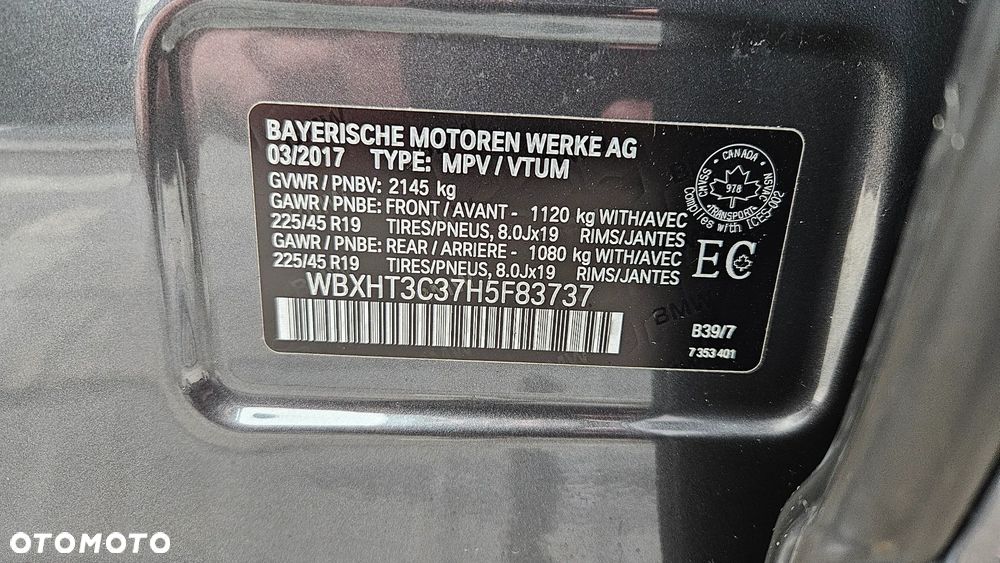 BAYERISCHE MOTOREN WERKE AG
03/2017 TYPE: MPV / VTUM
GVWR / PNBV: 2145 kg
GAWR / PNBE: FRONT / AVANT - 1120 kg WITH/AVEC
225/45 R19 TIRES/PNEUS, 8.0Jx19 RIMS/JANTES
GAWR / PNBE: REAR / ARRIERE - 1080 kg WITH/AVEC
225/45 R19 TIRES/PNEUS, 8.0Jx19 RIMS/JANTES
WBXHT3C37H5F83737
CANADA
CMVSS
NSVAC
978
TRANSPORT
Complies with ICES-002
EC
B39/7
7 353 401
BMW
OTOMOTO